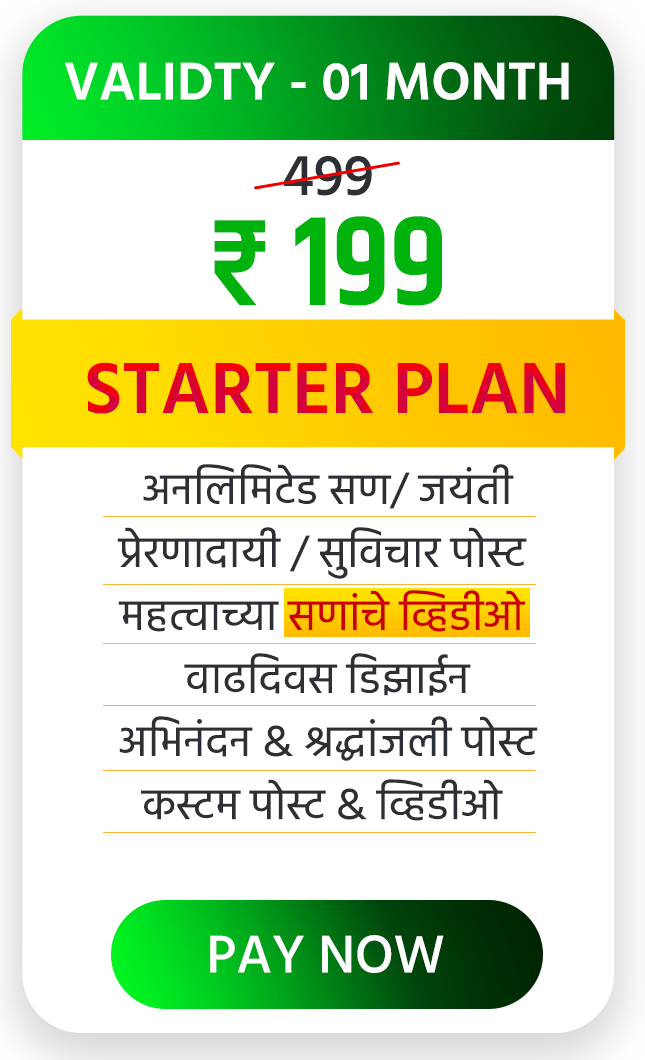 VALIDTY - 01 MONTH
499
₹ 199
STARTER PLAN
अनलिमिटेड सण/ जयंती
प्रेरणादायी / सुविचार पोस्ट
महत्वाच्या सणांचे व्हिडीओ
वाढदिवस डिझाईन
अभिनंदन & श्रद्धांजली पोस्ट
कस्टम पोस्ट & व्हिडीओ
PAY NOW